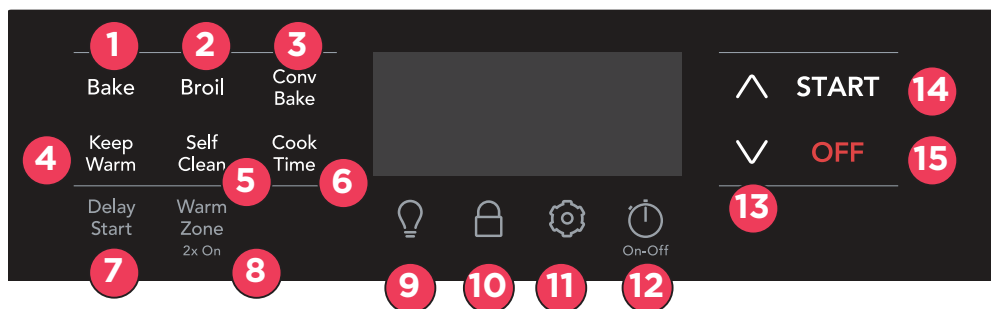 1
2
3
Bake
Broil
Conv
Bake
START
14
4
Keep
Warm
Self
Clean
5
Cook
Time
6
OFF
15
13
Delay
Start
7
Warm
Zone
2x On
8
On-Off
9
10
11
12